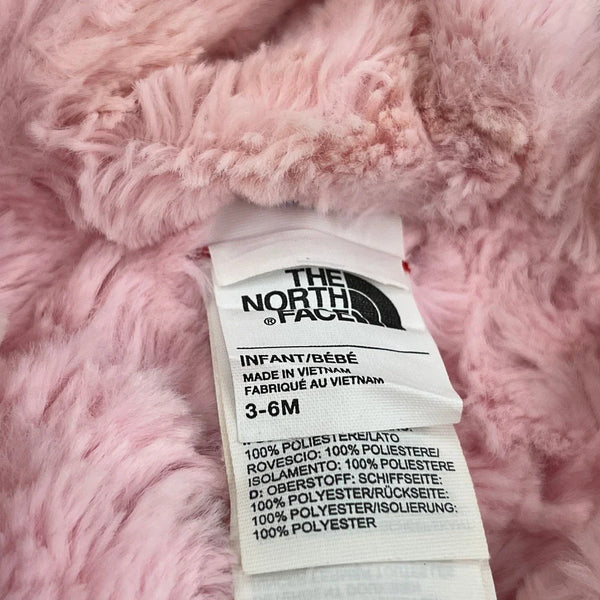 THE
NORTH
FACE
®
INFANT/BÉBÉ
MADE IN VIETNAM
FABRIQUÉ AU VIETNAM
3-6M
100% POLIESTERE/LATO
ROVESCIO: 100% POLIESTERE/
ISOLAMENTO: 100% POLIESTERE
D: OBERSTOFF: SCHIFFSEITE:
100% POLYESTER/RÜCKSEITE:
100% POLYESTER/ISOLIERUNG:
100% POLYESTER